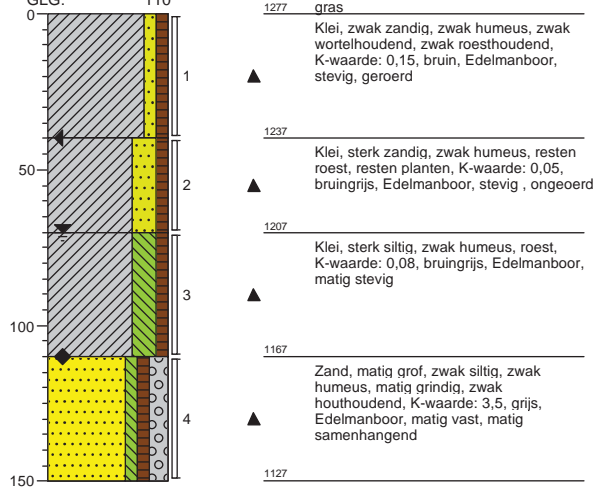 GLG: 110
0
1277 gras
Klei, zwak zandig, zwak humeus, zwak
wortelhoudend, zwak roesthoudend,
K-waarde: 0,15, bruin, Edelmanboor,
stevig, geroerd
1
1237
Klei, sterk zandig, zwak humeus, resten
roest, resten planten, K-waarde: 0,05,
bruingrijs, Edelmanboor, stevig , ongeroerd
50
2
1207
Klei, sterk siltig, zwak humeus, roest,
K-waarde: 0,08, bruingrijs, Edelmanboor,
matig stevig
3
100
1167
Zand, matig grof, zwak siltig, zwak
humeus, matig grindig, zwak
houthoudend, K-waarde: 3,5, grijs,
Edelmanboor, matig vast, matig
samenhangend
4
150
1127